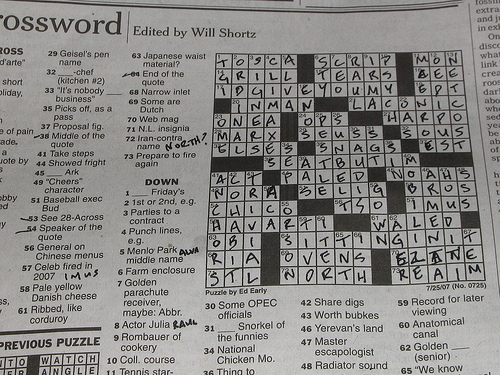 rossword
Edited by Will Shortz
ROSS
d'arte"
short
oliday,
of pain
ade.
uote by
29 Geisel's pen
name
32 ___-chef
(kitchen #2)
33 "It's nobody ___
business"
35 Picks off, as a
pass
37 Proposal fig.
38 Middle of the
quote
41 Take steps
44 Showed fright
45 ___ Ark
49 "Cheers"
character
51 Baseball exec
Bud
53 See 28-Across
54 Speaker of the
quote
56 General on
Chinese menus
57 Celeb fired in
2007 IMUS
58 Pale yellow
Danish cheese
61 Ribbed, like
corduroy
PREVIOUS PUZZLE
WATCH
ANGLE
63 Japanese waist
material?
64 End of the
quote
68 Narrow inlet
69 Some are
Dutch
70 Web mag
71 N.L. insignia
72 Iran-contra
name NORTH?
73 Prepare to fire
again
DOWN
1 ___ Friday's
2 1st or 2nd, e.g.
3 Parties to a
contract
4 Punch lines,
e.g.
5 Menlo Park ALVA
middle name
6 Farm enclosure
7 Golden
parachute
receiver,
maybe: Abbr.
8 Actor Julia RAUL
9 Rombauer of
cookery
10 Coll. course
11 Tennis star-
TOSCA SCRIP MON
GRILL TEARS BEE
IDGIVEYOUMY EDT
INMAN LACONIC
ONEA HARPO
MARX SEUSS SOUS
ELSES SNAGS EST
SEATBUTIM
ACT PALED NOAHS
NORM SELIG BROS
CHICO TSO IMUS
HAVARTI WALED
OBI SITTINGINIT
RIA OVENS EZINE
STL NORTH REAIM
Puzzle by Ed Early
7/25/07 (No. 0725)
30 Some OPEC
officials
31 ___ Snorkel of
the funnies
34 National
Chicken Mo.
36 Thing to
42 Share digs
43 Worth bubkes
46 Yerevan's land
47 Master
escapologist
48 Radiator sound
59 Record for later
viewing
60 Anatomical
canal
62 Golden ___
(senior)
65 "We know